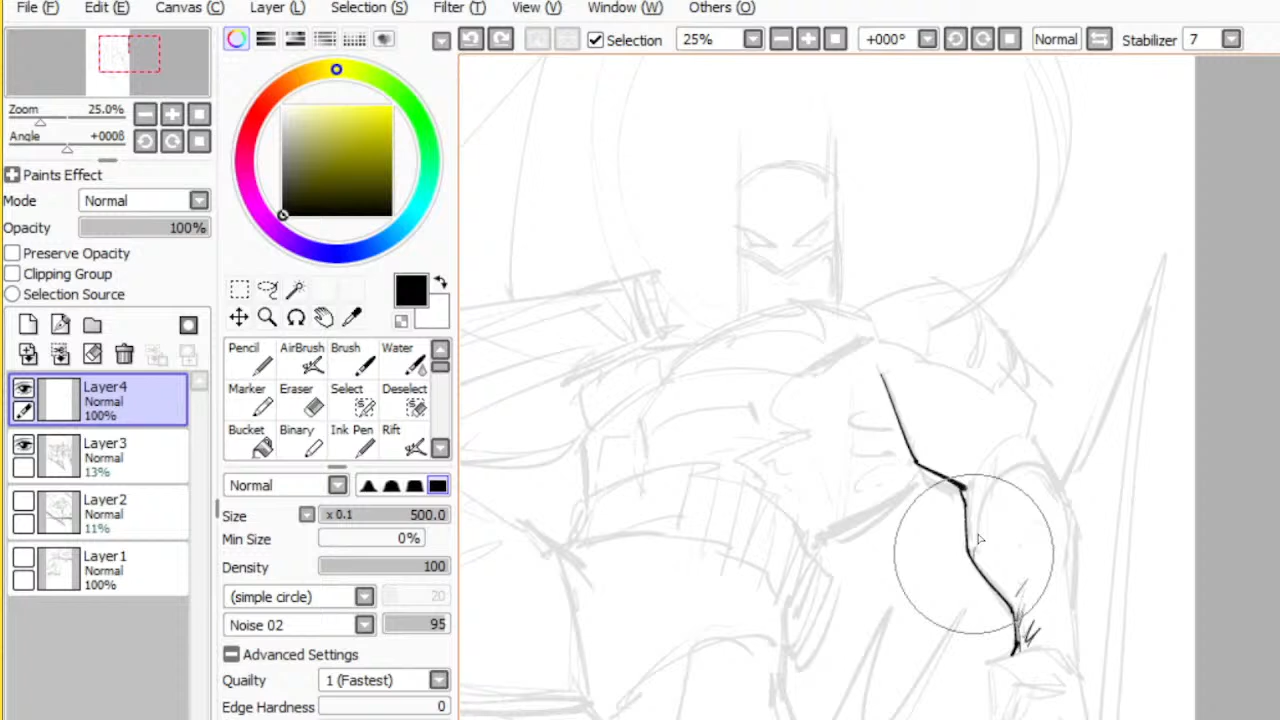 File (F) Edit (E) Canvas (C) Layer (L) Selection (S) Filter (T) View (V) Window (W) Others (O)
Selection 25% +000° Normal Stabilizer 7
Zoom 25.0%
Angle +000ß
Paints Effect
Mode Normal
Opacity 100%
Preserve Opacity
Clipping Group
Selection Source
Layer4
Normal
100%
Layer3
Normal
13%
Layer2
Normal
11%
Layer1
Normal
100%
Pencil AirBrush Brush Water
Marker Eraser Select Deselect
Bucket Binary Ink Pen Rift
Normal
Size x 0.1 500.0
Min Size 0%
Density 100
(simple circle) 20
Noise 02 95
Advanced Settings
Quailty 1 (Fastest)
Edge Hardness 0